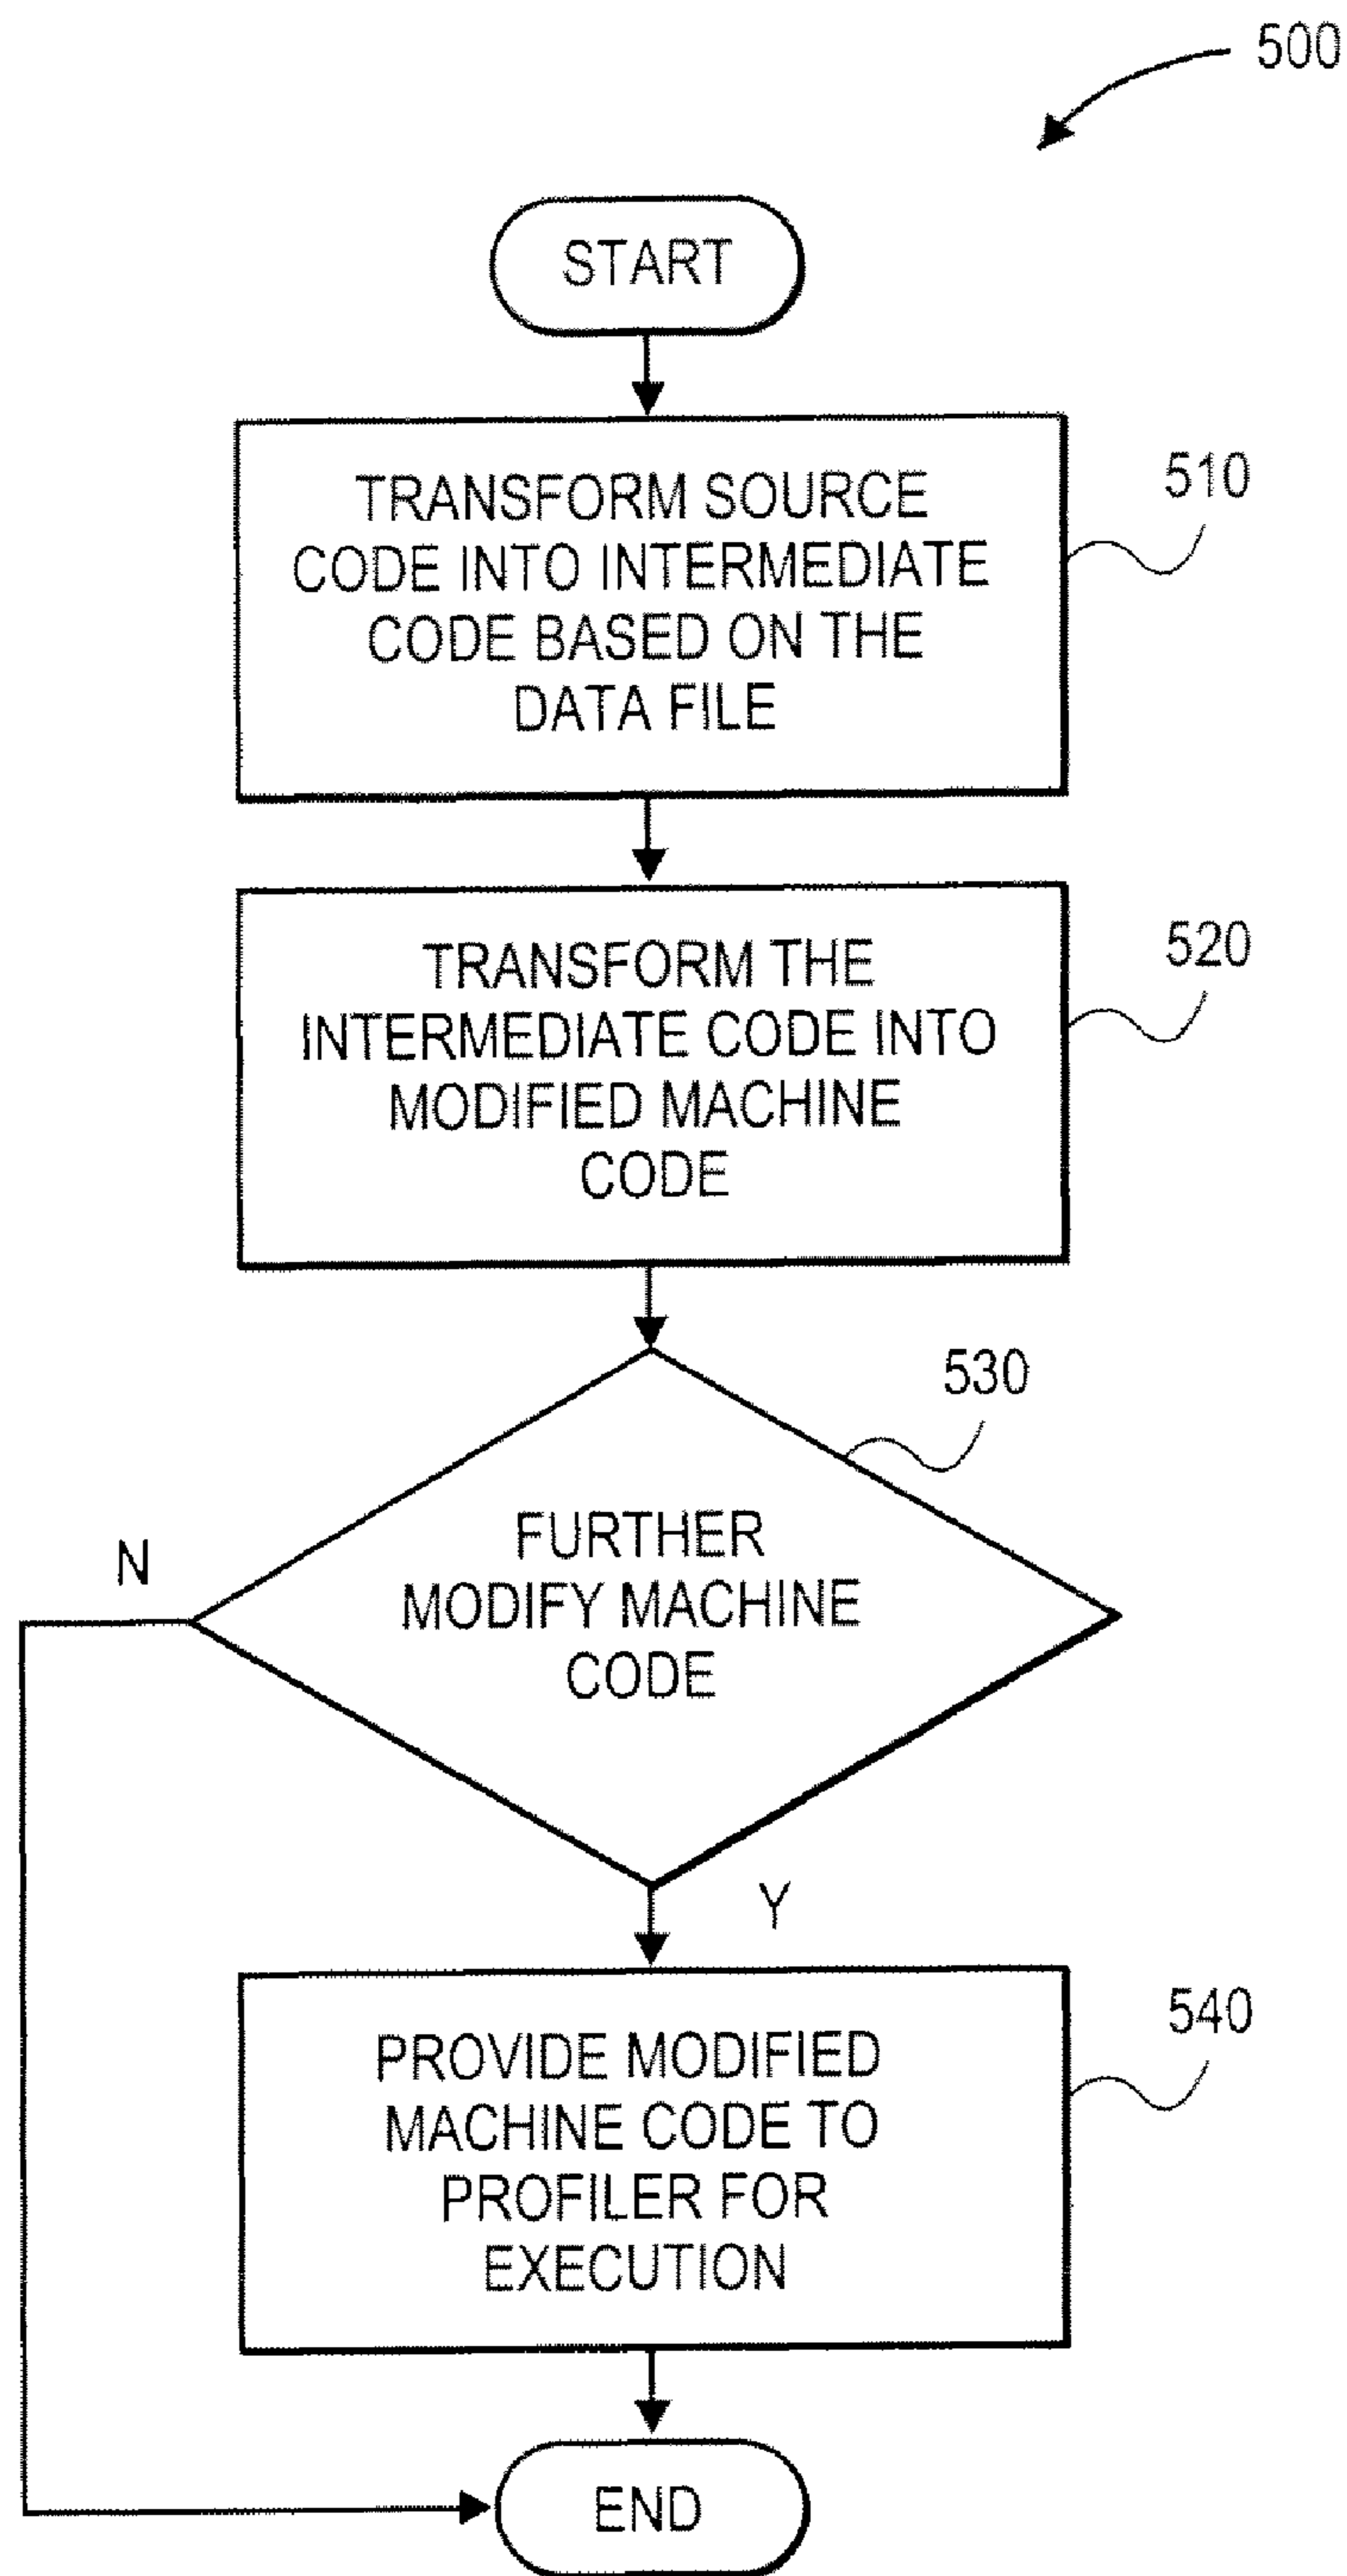 500
START
TRANSFORM SOURCE
CODE INTO INTERMEDIATE
CODE BASED ON THE
DATA FILE
510
TRANSFORM THE
INTERMEDIATE CODE INTO
MODIFIED MACHINE
CODE
520
530
FURTHER
MODIFY MACHINE
CODE
N
Y
PROVIDE MODIFIED
MACHINE CODE TO
PROFILER FOR
EXECUTION
540
END